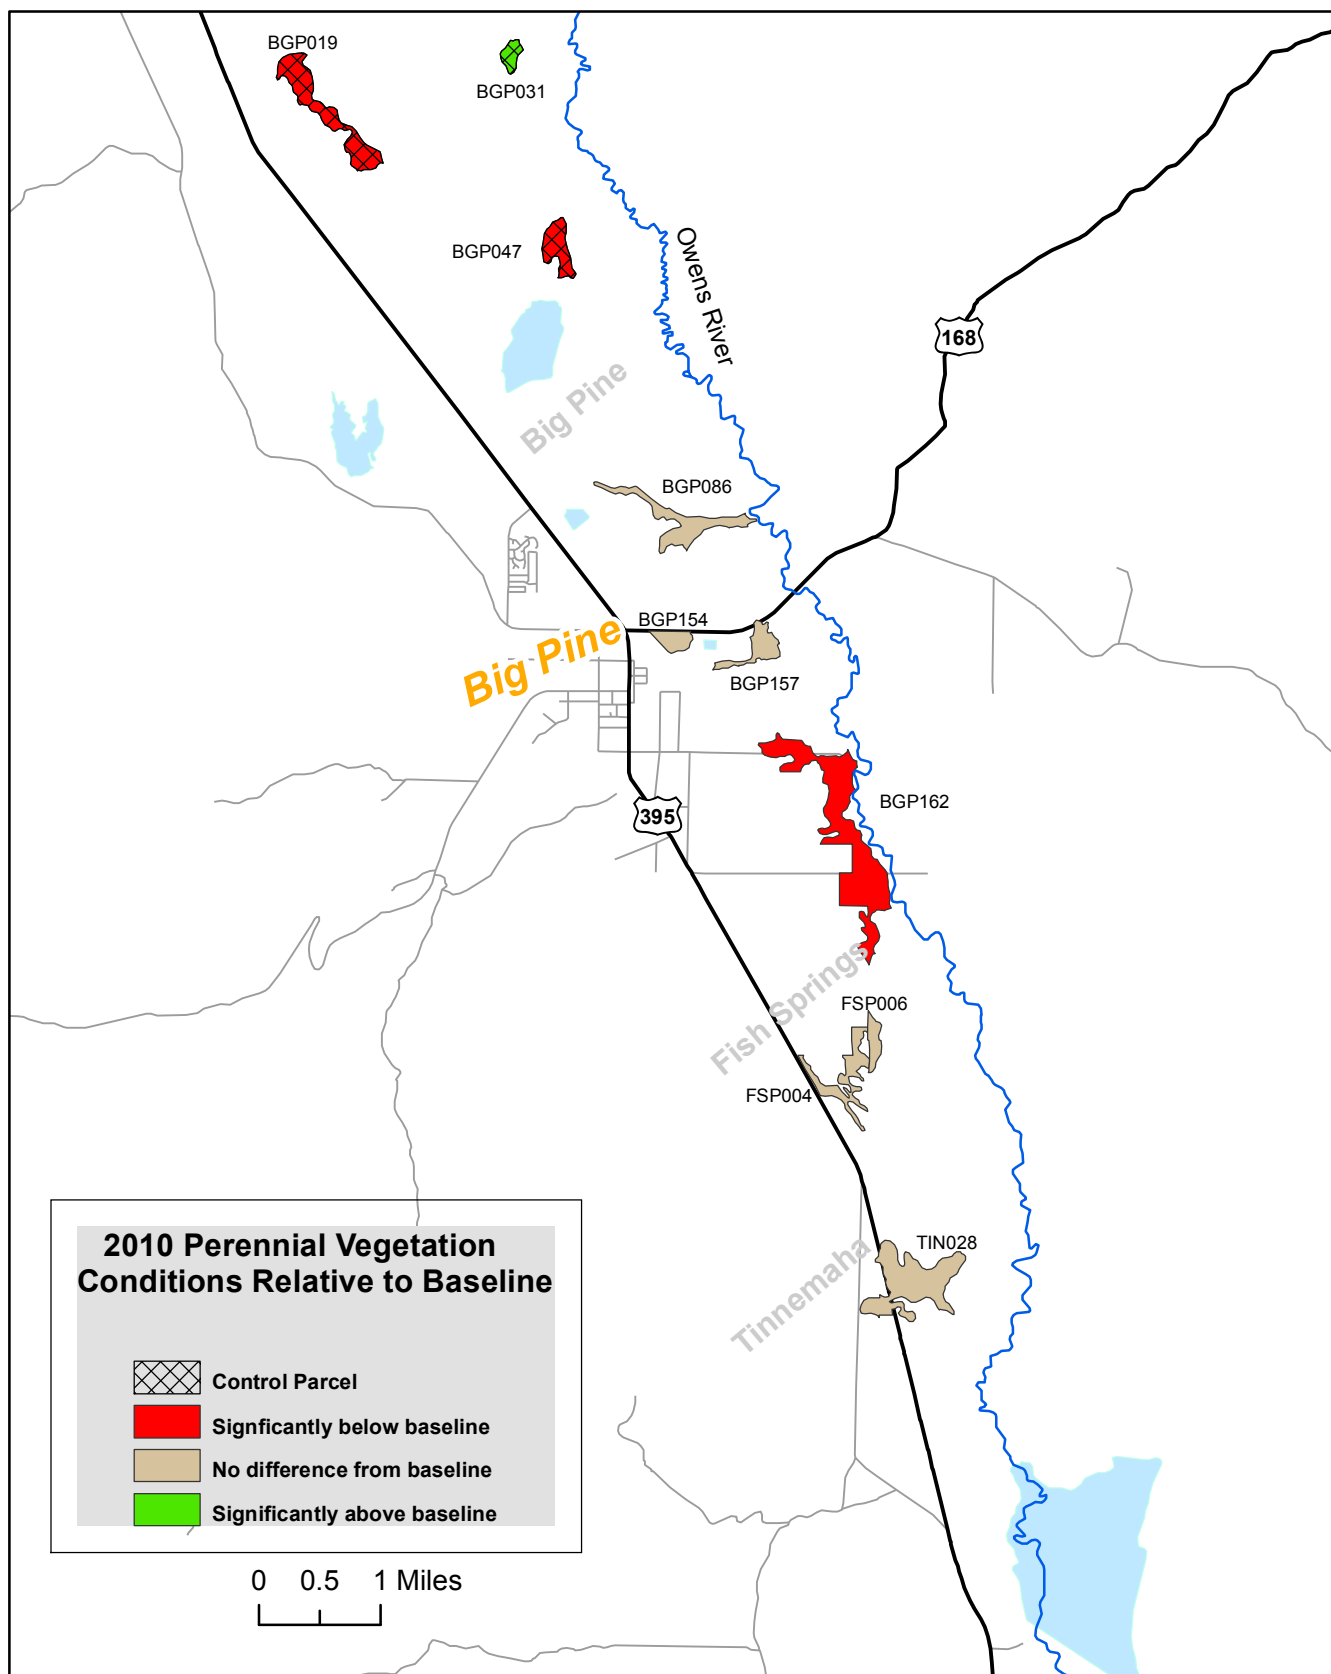 BGP019
BGP031
BGP047
Owens River
168
Big Pine
BGP086
BGP154
Big Pine
BGP157
BGP162
395
Fish Springs
FSP006
FSP004
TIN028
Tinnemaha
2010 Perennial Vegetation
Conditions Relative to Baseline
Control Parcel
Signficantly below baseline
No difference from baseline
Significantly above baseline
0 0.5 1 Miles